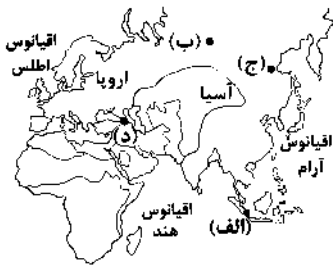 اقیانوس
اطلس
اروپا
(ب)
(ج)
آسیا
(د)
اقیانوس
آرام
اقیانوس
هند
(الف)